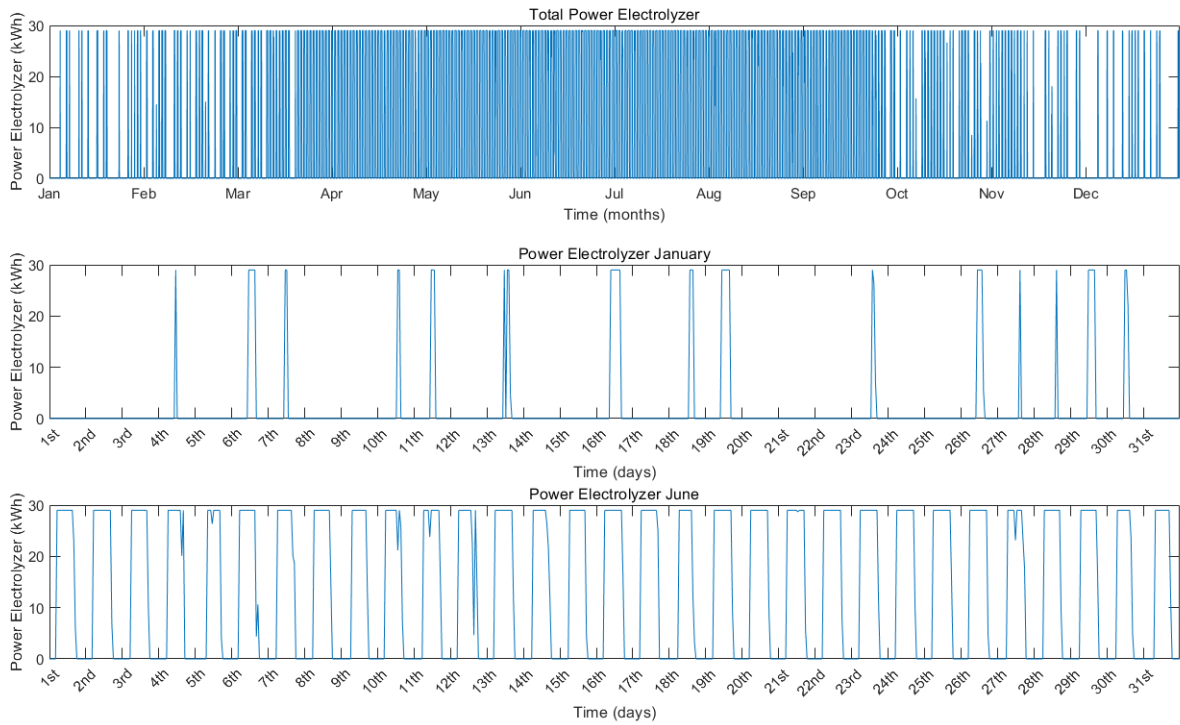 Total Power Electrolyzer
Power Electrolyzer (kWh)
30
20
10
0
Jan Feb Mar Apr May Jun Jul Aug Sep Oct Nov Dec
Time (months)
Power Electrolyzer January
Power Electrolyzer (kWh)
30
20
10
0
1st 2nd 3rd 4th 5th 6th 7th 8th 9th 10th 11th 12th 13th 14th 15th 16th 17th 18th 19th 20th 21st 22nd 23rd 24th 25th 26th 27th 28th 29th 30th 31st
Time (days)
Power Electrolyzer June
Power Electrolyzer (kWh)
30
20
10
0
1st 2nd 3rd 4th 5th 6th 7th 8th 9th 10th 11th 12th 13th 14th 15th 16th 17th 18th 19th 20th 21st 22nd 23rd 24th 25th 26th 27th 28th 29th 30th 31st
Time (days)